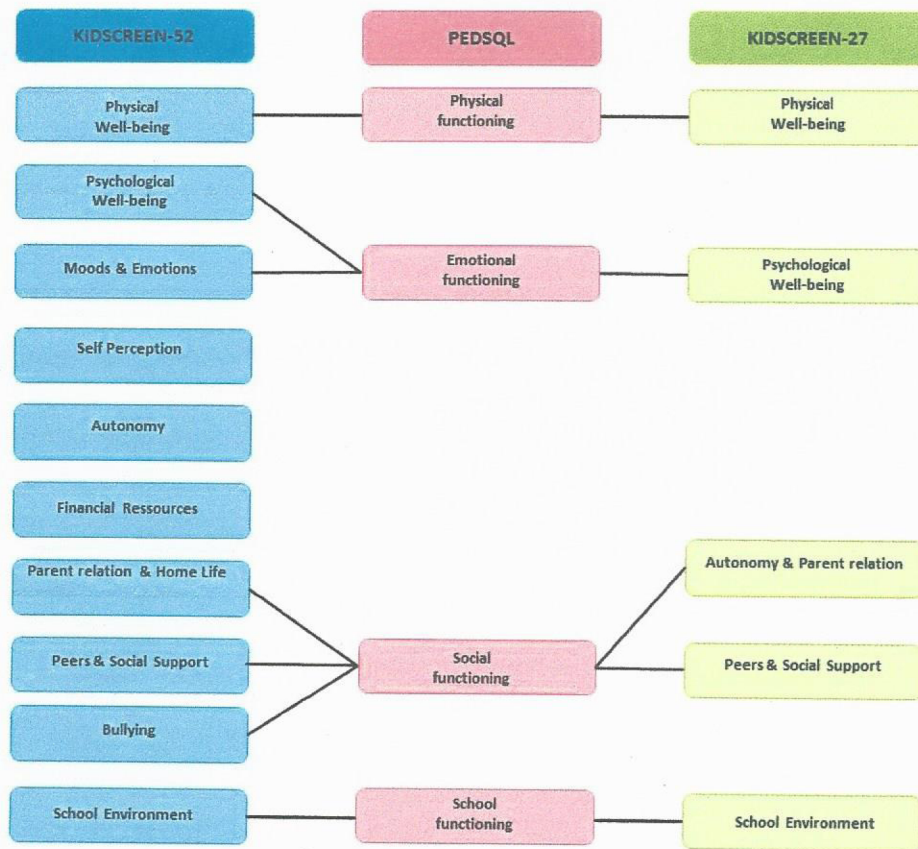 KIDSCREEN-52
PEDSQL
KIDSCREEN-27
Physical
Well-being
Physical
functioning
Physical
Well-being
Psychological
Well-being
Moods & Emotions
Emotional
functioning
Psychological
Well-being
Self Perception
Autonomy
Financial Ressources
Parent relation & Home Life
Autonomy & Parent relation
Peers & Social Support
Social
functioning
Peers & Social Support
Bullying
School Environment
School
functioning
School Environment